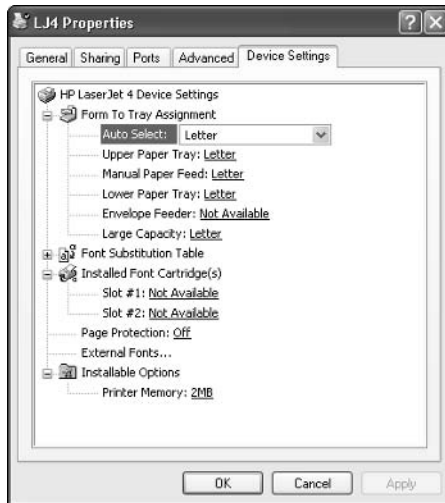 LJ4 Properties
General Sharing Ports Advanced Device Settings
HP LaserJet 4 Device Settings
Form To Tray Assignment
Auto Select: Letter
Upper Paper Tray: Letter
Manual Paper Feed: Letter
Lower Paper Tray: Letter
Envelope Feeder: Not Available
Large Capacity: Letter
Font Substitution Table
Installed Font Cartridge(s)
Slot #1: Not Available
Slot #2: Not Available
Page Protection: Off
External Fonts...
Installable Options
Printer Memory: 2MB
OK Cancel Apply